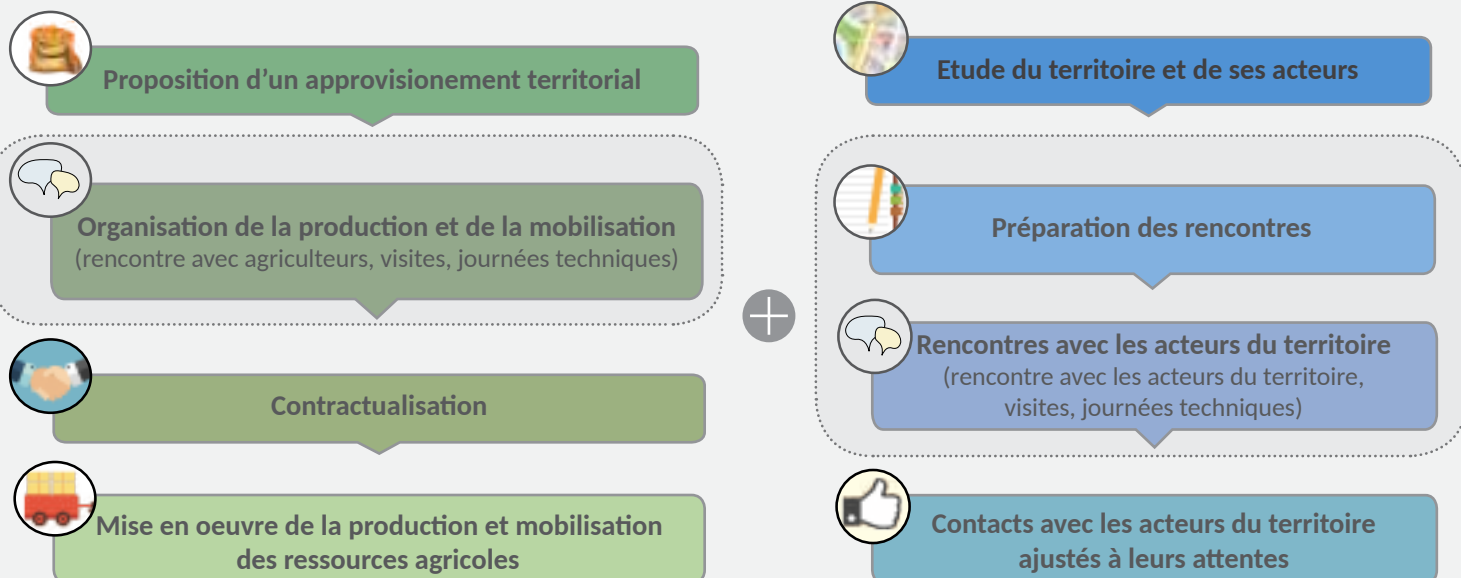 Proposition d’un approvisionement territorial
Organisation de la production et de la mobilisation
(rencontre avec agriculteurs, visites, journées techniques)
Contractualisation
Mise en oeuvre de la production et mobilisation
des ressources agricoles
Etude du territoire et de ses acteurs
Préparation des rencontres
Rencontres avec les acteurs du territoire
(rencontre avec les acteurs du territoire,
visites, journées techniques)
Contacts avec les acteurs du territoire
ajustés à leurs attentes